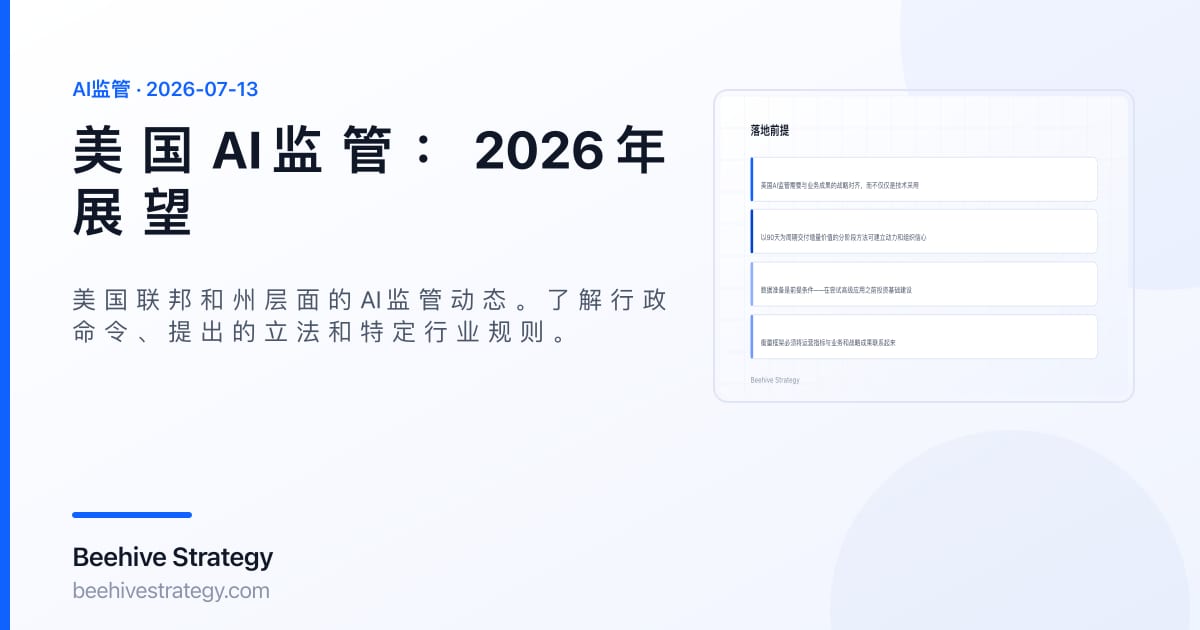 AI监管 · 2026-07-13
美国AI监管：2026年
展望
美国联邦和州层面的AI监管动态。了解行政
命令、提出的立法和特定行业规则。
Beehive Strategy
beehivestrategy.com
落地前提
美国AI监管需要与业务成果的战略对齐，而不仅仅是技术采用
以90天为周期交付增量价值的分阶段方法可建立动力和组织信心
数据准备是前提条件——在尝试高级应用之前投资基础建设
衡量框架必须将运营指标与业务和战略成果联系起来
Beehive Strategy